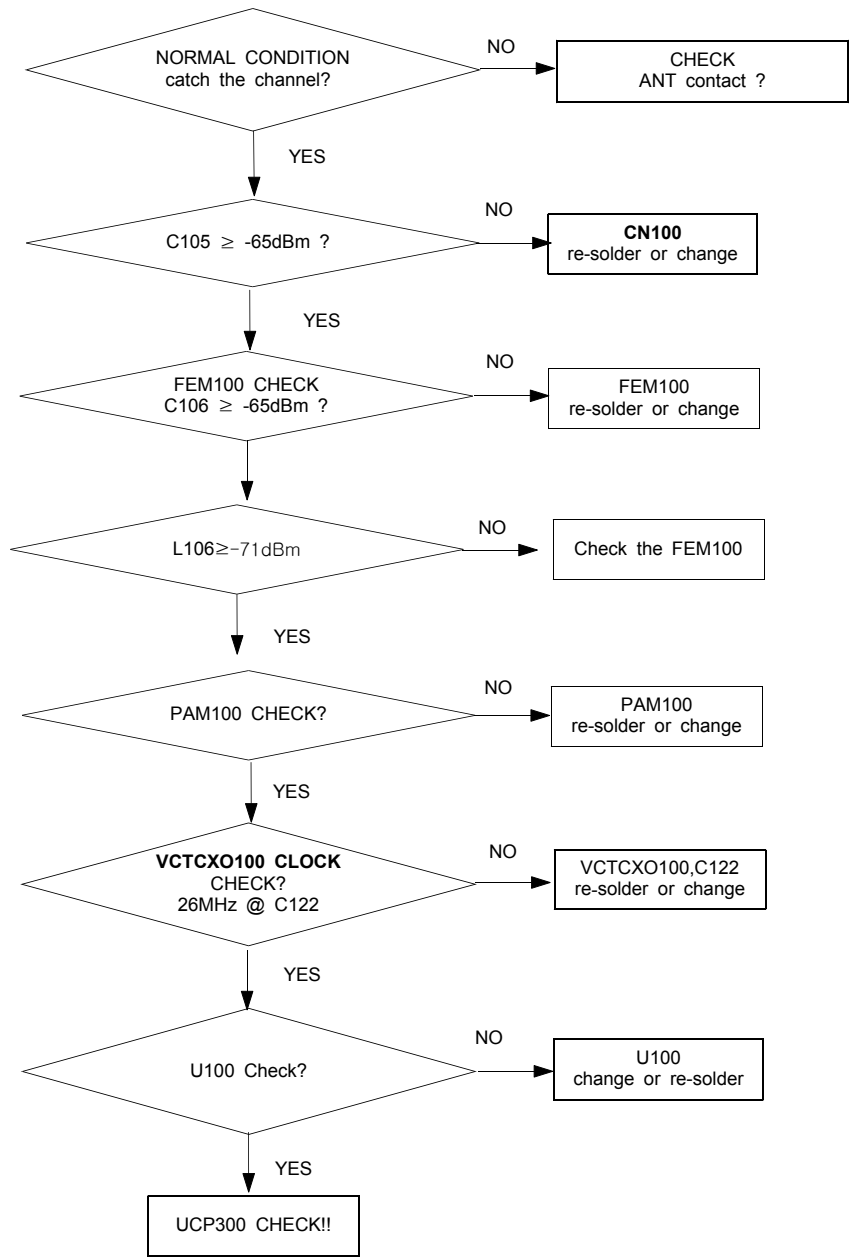 NORMAL CONDITION
catch the channel?
NO
CHECK
ANT contact ?
YES
C105 ≥ -65dBm ?
NO
CN100
re-solder or change
YES
FEM100 CHECK
C106 ≥ -65dBm ?
NO
FEM100
re-solder or change
YES
L106≥-71dBm
NO
Check the FEM100
YES
PAM100 CHECK?
NO
PAM100
re-solder or change
YES
VCTCXO100 CLOCK
CHECK?
26MHz @ C122
NO
VCTCXO100,C122
re-solder or change
YES
U100 Check?
NO
U100
change or re-solder
YES
UCP300 CHECK!!